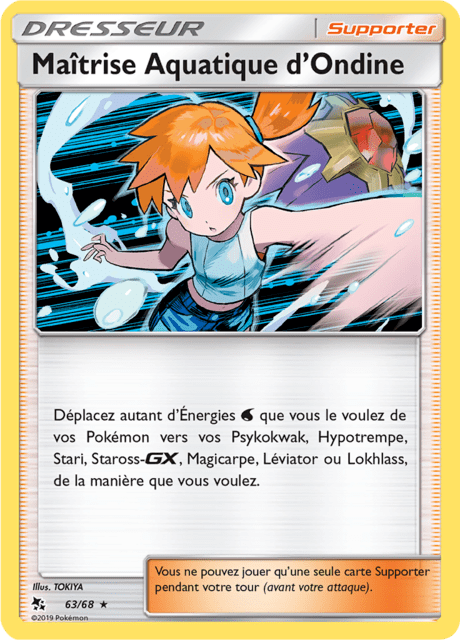 DRESSEUR Supporter
Maîtrise Aquatique d'Ondine
Déplacez autant d'Énergies que vous le voulez de
vos Pokémon vers vos Psykokwak, Hypotrempe,
Stari, Staross-GX, Magicarpe, Léviator ou Lokhlass,
de la manière que vous voulez.
Vous ne pouvez jouer qu'une seule carte Supporter
pendant votre tour (avant votre attaque).
Illus. TOKIYA
63/68 ★
©2019 Pokémon